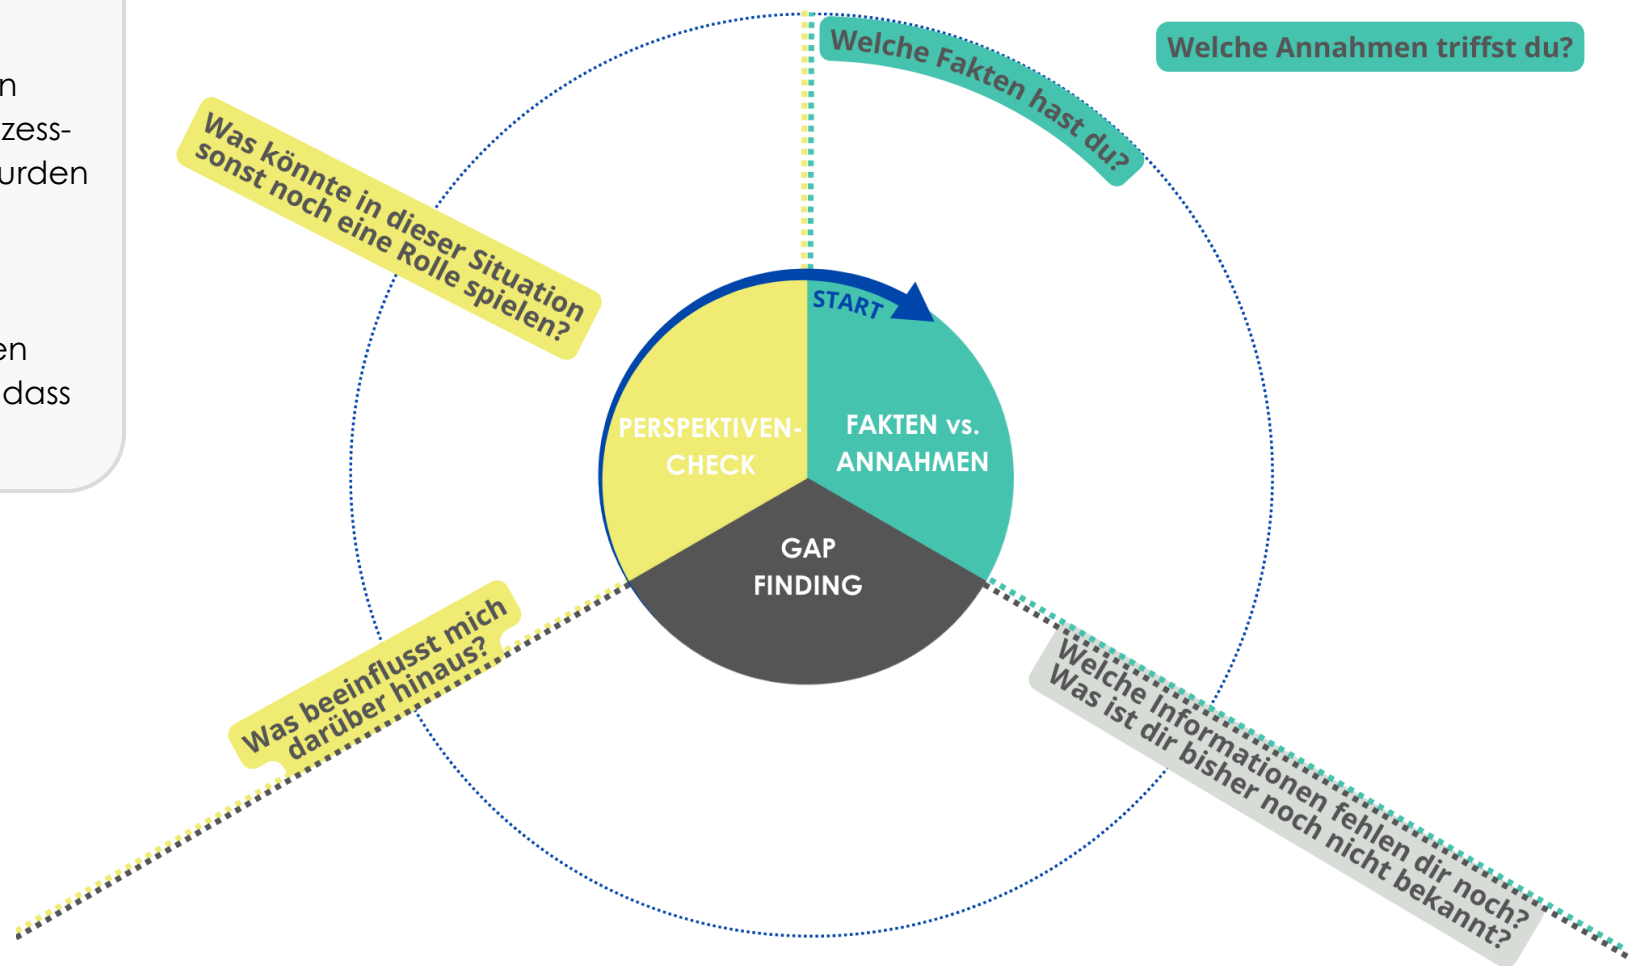 n
zess-
urden
en
dass
Welche Fakten hast du?
Welche Annahmen triffst du?
Was könnte in dieser Situation
sonst noch eine Rolle spielen?
START
PERSPEKTIVEN-
CHECK
FAKTEN vs.
ANNAHMEN
GAP
FINDING
Was beeinflusst mich
darüber hinaus?
Welche Informationen fehlen dir noch?
Was ist dir bisher noch nicht bekannt?